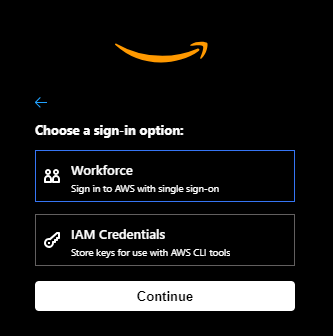 Choose a sign-in option:
Workforce
Sign in to AWS with single sign-on
IAM Credentials
Store keys for use with AWS CLI tools
Continue